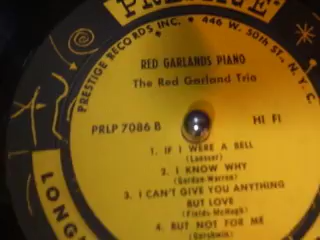 PRESTIGE
PRESTIGE RECORDS INC. • 446 W. 50th ST., N. Y. C.
RED GARLANDS PIANO
The Red Garland Trio
PRLP 7086 B
HI FI
1. IF I WERE A BELL
(Loesser)
2. I KNOW WHY
(Gordon-Warren)
3. I CAN'T GIVE YOU ANYTHING
BUT LOVE
(Fields-McHugh)
4. BUT NOT FOR ME
(Gershwin)
LONG